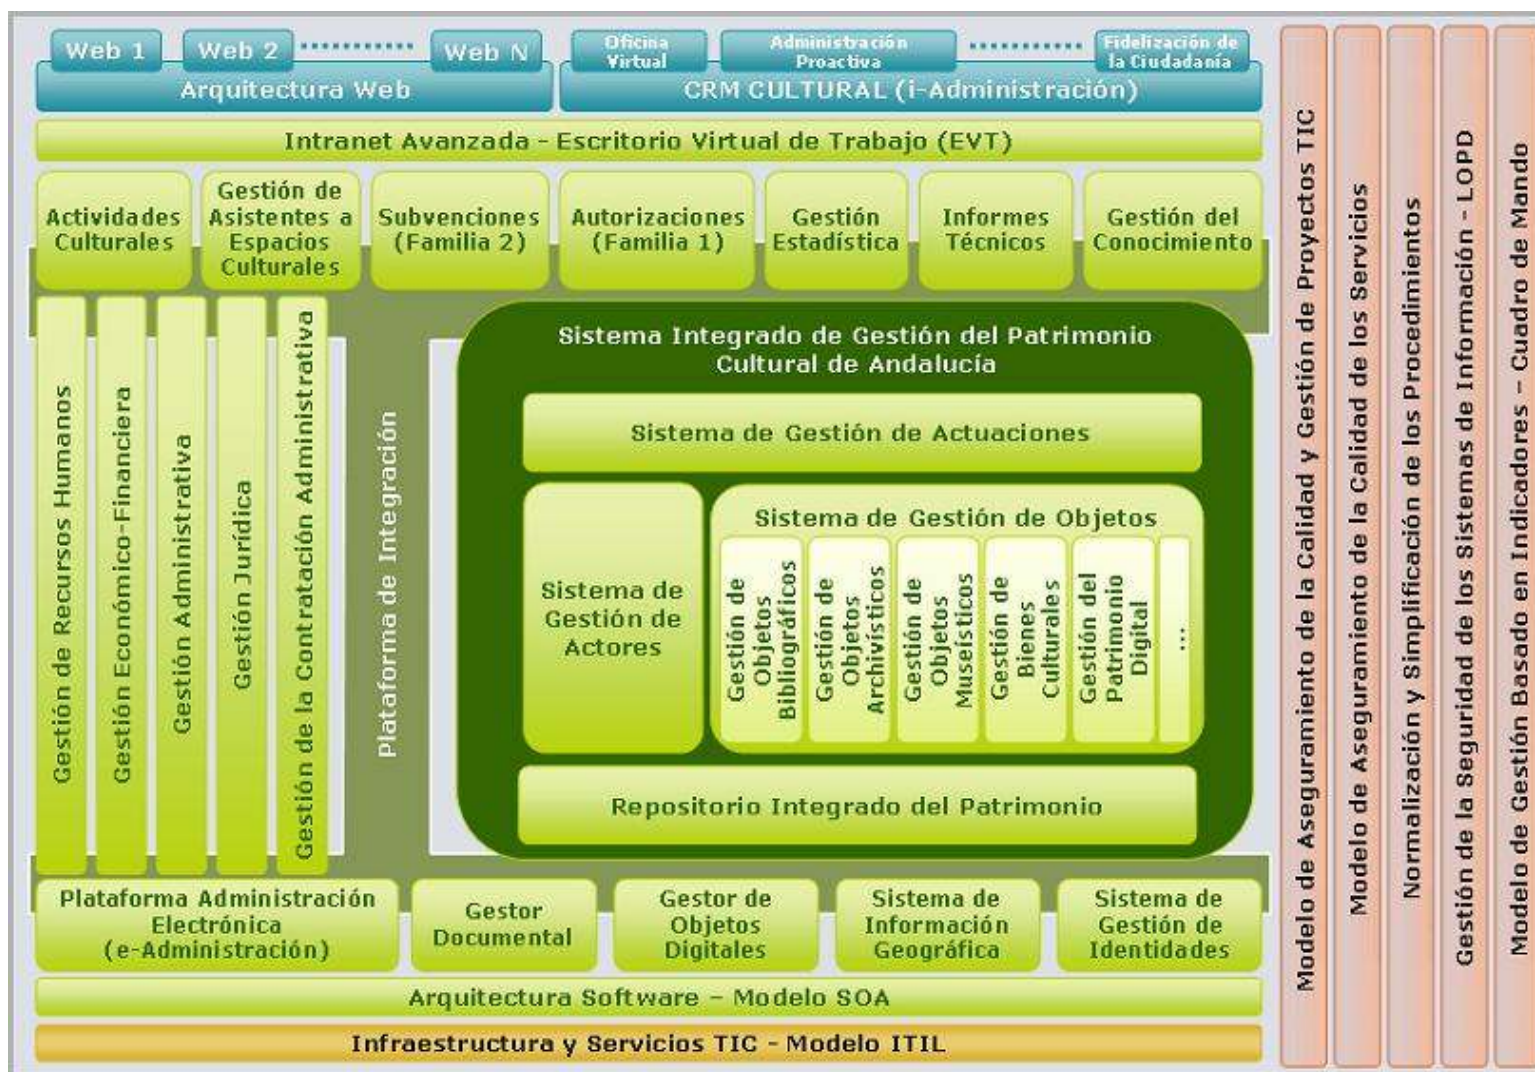 Web 1
Web 2
Web N
Arquitectura Web
Oficina
Virtual
Administración
Proactiva
Fidelización de
la Ciudadanía
CRM CULTURAL (i-Administración)
Intranet Avanzada - Escritorio Virtual de Trabajo (EVT)
Actividades
Culturales
Gestión de
Asistentes a
Espacios
Culturales
Subvenciones
(Familia 2)
Autorizaciones
(Familia 1)
Gestión
Estadística
Informes
Técnicos
Gestión del
Conocimiento
Gestión de Recursos Humanos
Gestión Económico-Financiera
Gestión Administrativa
Gestión Jurídica
Gestión de la Contratación Administrativa
Plataforma de Integración
Sistema Integrado de Gestión del Patrimonio
Cultural de Andalucía
Sistema de Gestión de Actuaciones
Sistema de
Gestión de
Actores
Sistema de Gestión de Objetos
Gestión de
Objetos
Bibliográficos
Gestión de
Objetos
Archivísticos
Gestión de
Objetos
Museísticos
Gestión de
Bienes
Culturales
Gestión del
Patrimonio
Digital
...
Repositorio Integrado del Patrimonio
Plataforma Administración
Electrónica
(e-Administración)
Gestor
Documental
Gestor de
Objetos
Digitales
Sistema de
Información
Geográfica
Sistema de
Gestión de
Identidades
Arquitectura Software – Modelo SOA
Infraestructura y Servicios TIC - Modelo ITIL
Modelo de Aseguramiento de la Calidad y Gestión de Proyectos TIC
Modelo de Aseguramiento de la Calidad de los Servicios
Normalización y Simplificación de los Procedimientos
Gestión de la Seguridad de los Sistemas de Información - LOPD
Modelo de Gestión Basado en Indicadores – Cuadro de Mando